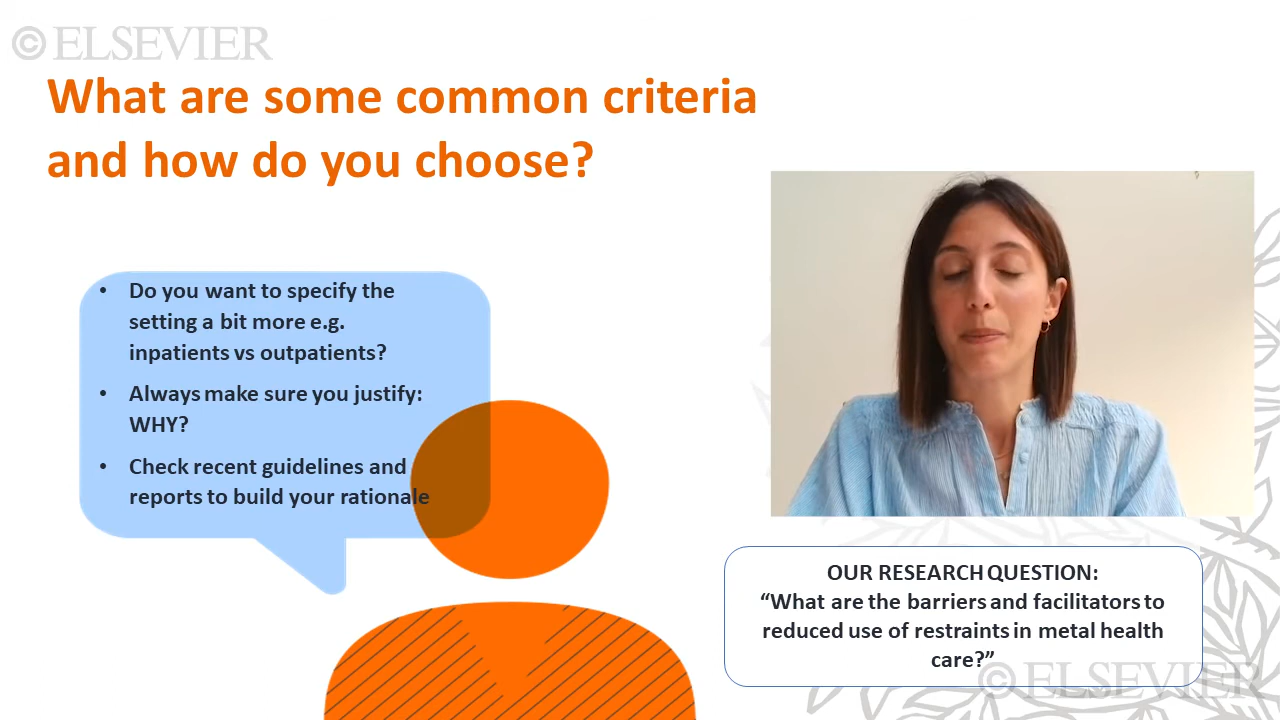 © ELSEVIER
What are some common criteria
and how do you choose?
• Do you want to specify the
setting a bit more e.g.
inpatients vs outpatients?
• Always make sure you justify:
WHY?
• Check recent guidelines and
reports to build your rationale
OUR RESEARCH QUESTION:
“What are the barriers and facilitators to
reduced use of restraints in metal health
care?”
© ELSEVIER